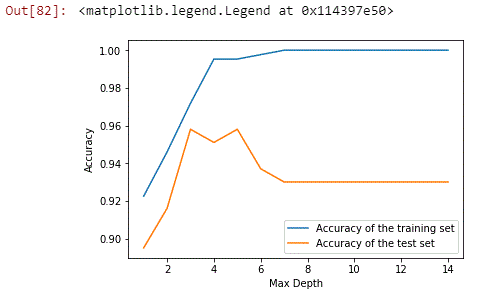 Out[82]: <matplotlib.legend.Legend at 0x114397e50>
1.00
0.98
0.96
0.94
0.92
0.90
Accuracy
Accuracy of the training set
Accuracy of the test set
2 4 6 8 10 12 14
Max Depth